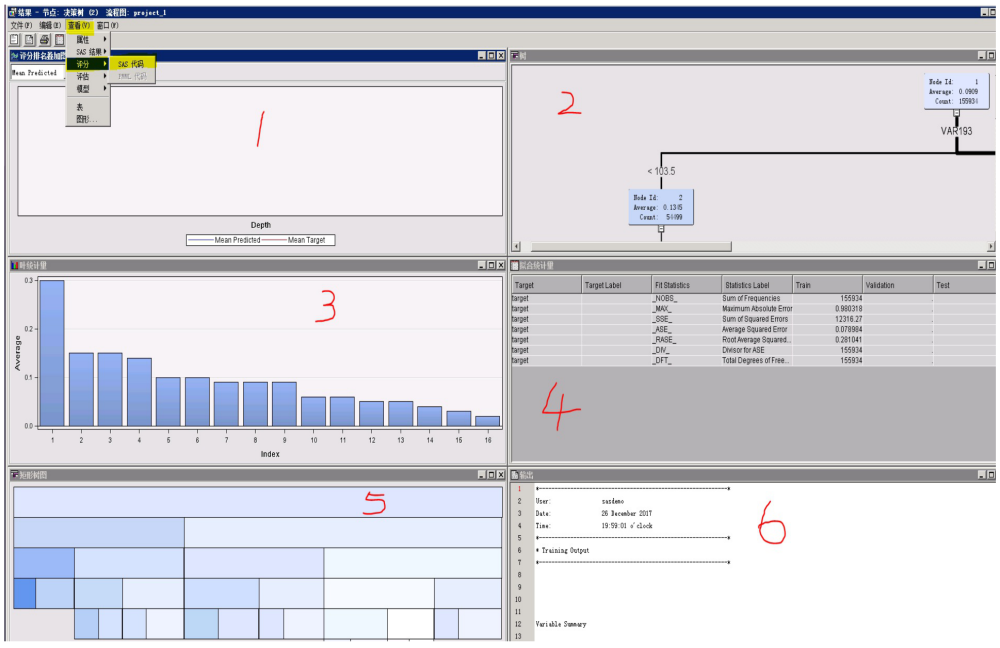 结果 - 节点: 决策树 (2) 流程图: project_1
文件(F) 编辑(E) 查看(V) 窗口(W)
属性
SAS 结果
评分
SAS 代码
评估
PMML 代码
模型
表
图形...
评分排名叠加图
Mean Predicted
1
Depth
Mean Predicted
Mean Target
树
2
Node Id: 1
Average: 0.0909
Count: 155934
VAR193
< 103.5
Node Id: 2
Average: 0.1345
Count: 54499
叶统计量
3
0.3
0.2
0.1
0.0
Average
1 2 3 4 5 6 7 8 9 10 11 12 13 14 15 16
Index
拟合统计量
Target Target Label Fit Statistics Statistics Label Train Validation Test
target _NOBS_ Sum of Frequencies 155934 . .
target _MAX_ Maximum Absolute Error 0.980318 . .
target _SSE_ Sum of Squared Errors 12316.27 . .
target _ASE_ Average Squared Error 0.078984 . .
target _RASE_ Root Average Squared... 0.281041 . .
target _DIV_ Divisor for ASE 155934 . .
target _DFT_ Total Degrees of Free... 155934 . .
4
矩形树图
5
输出
1 *------------------------------------------------------------*
2 User: sasdemo
3 Date: 26 December 2017
4 Time: 19:59:01 o'clock
5 *------------------------------------------------------------*
6 * Training Output
7 *------------------------------------------------------------*
8
9
10
11
12 Variable Summary
13
6